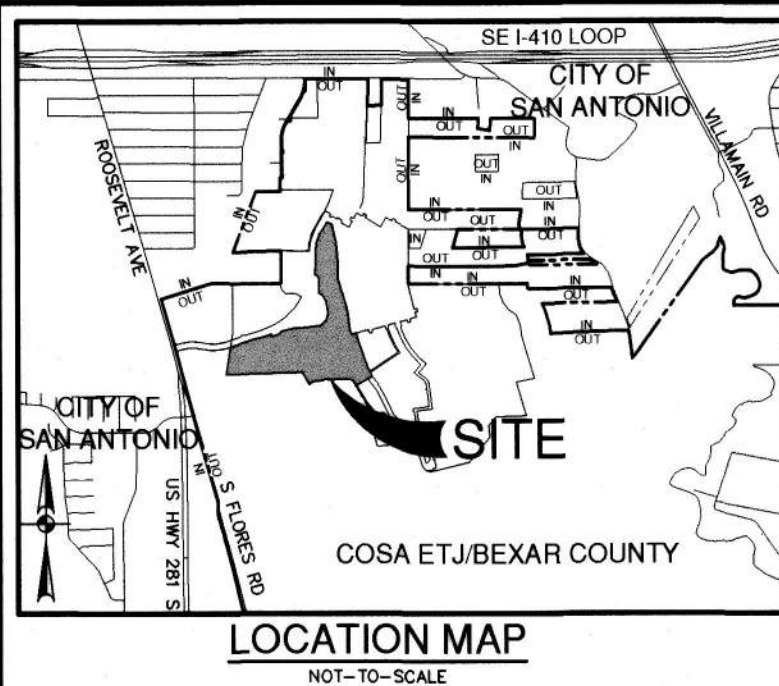 SE I-410 LOOP
CITY OF
SAN ANTONIO
VILLAMAIN RD
ROOSEVELT AVE
IN
OUT
OUT
IN
IN
OUT
OUT
IN
OUT
IN
OUT
IN
OUT
IN
OUT
IN
OUT
OUT
IN
OUT
IN
OUT
IN
OUT
IN
IN
OUT
IN
OUT
IN
OUT
IN
OUT
IN
OUT
IN
OUT
CITY OF
SAN ANTONIO
SITE
OUT
IN
US HWY 281 S
S FLORES RD
COSA ETJ/BEXAR COUNTY
LOCATION MAP
NOT-TO-SCALE